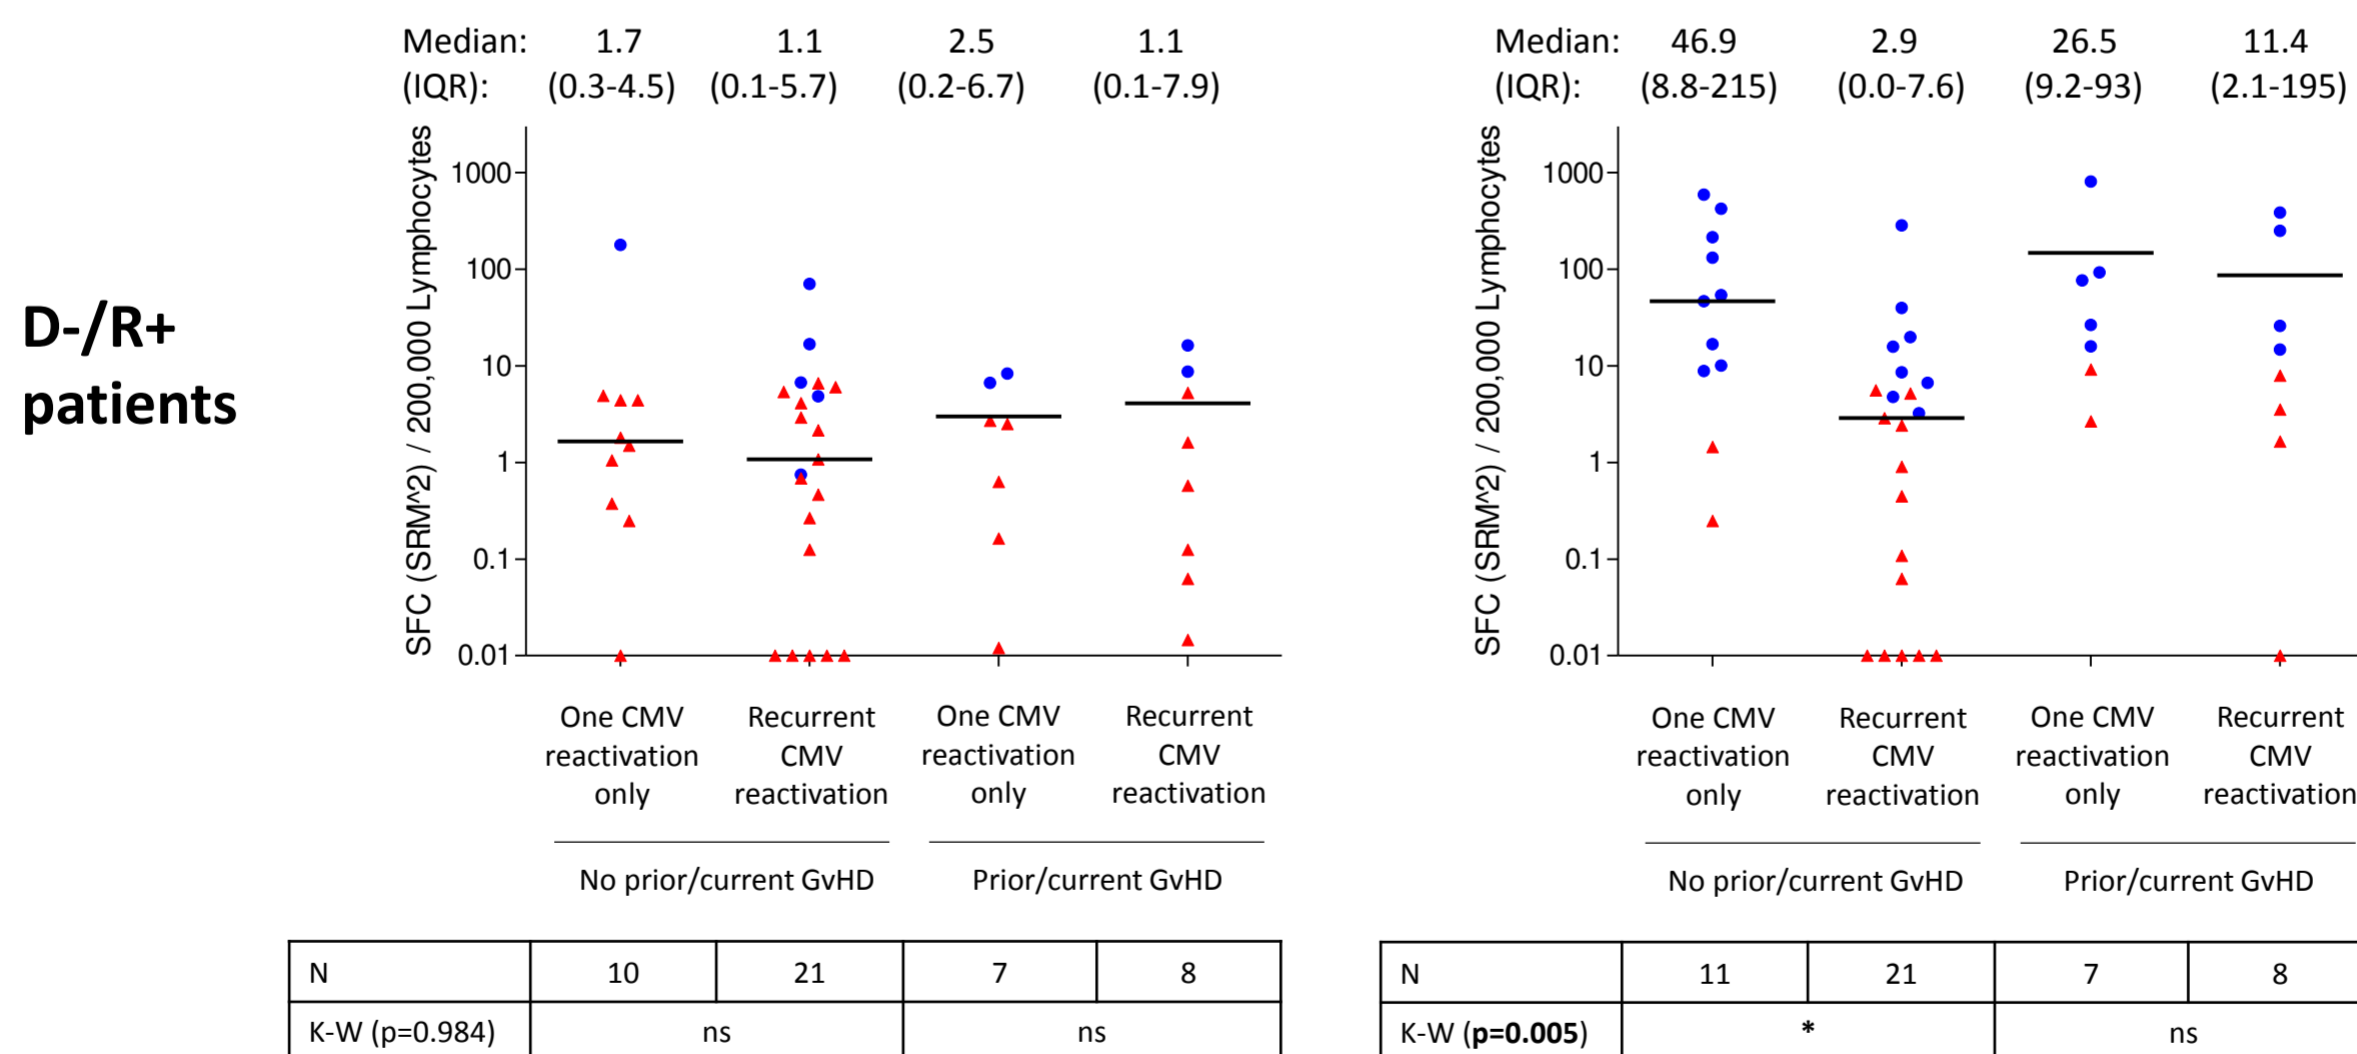 D-/R+
patients
Median: 1.7 1.1 2.5 1.1
(IQR): (0.3-4.5) (0.1-5.7) (0.2-6.7) (0.1-7.9)
SFC (SRM^2) / 200,000 Lymphocytes
1000
100
10
1
0.1
0.01
One CMV reactivation only
Recurrent CMV reactivation
One CMV reactivation only
Recurrent CMV reactivation
No prior/current GvHD
Prior/current GvHD
N 10 21 7 8
K-W (p=0.984) ns ns
Median: 46.9 2.9 26.5 11.4
(IQR): (8.8-215) (0.0-7.6) (9.2-93) (2.1-195)
SFC (SRM^2) / 200,000 Lymphocytes
1000
100
10
1
0.1
0.01
One CMV reactivation only
Recurrent CMV reactivation
One CMV reactivation only
Recurrent CMV reactivation
No prior/current GvHD
Prior/current GvHD
N 11 21 7 8
K-W (p=0.005) * ns